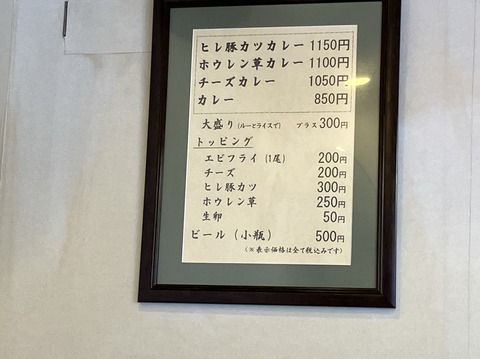 ヒレ豚カツカレー 1150円
ホウレン草カレー 1100円
チーズカレー 1050円
カレー 850円
大盛り (ルーとライスで) プラス300円
トッピング
エビフライ (1尾) 200円
チーズ 200円
ヒレ豚カツ 300円
ホウレン草 250円
生卵 50円
ビール (小瓶) 500円
(※表示価格は全て税込みです)